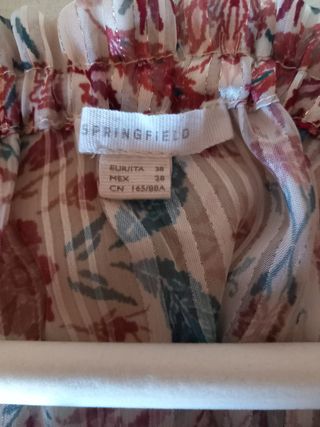 SPRINGFIELD
EUR/ITA 38
MEX 28
CN 165/88A